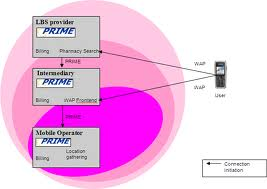 LBS provider
PRIME
Billing Pharmacy Search
PRIME
WAP
Intermediary
PRIME
Billing WAP Frontend
WAP
User
PRIME
Mobile Operator
PRIME
Billing Location gathering
Connection Initiation